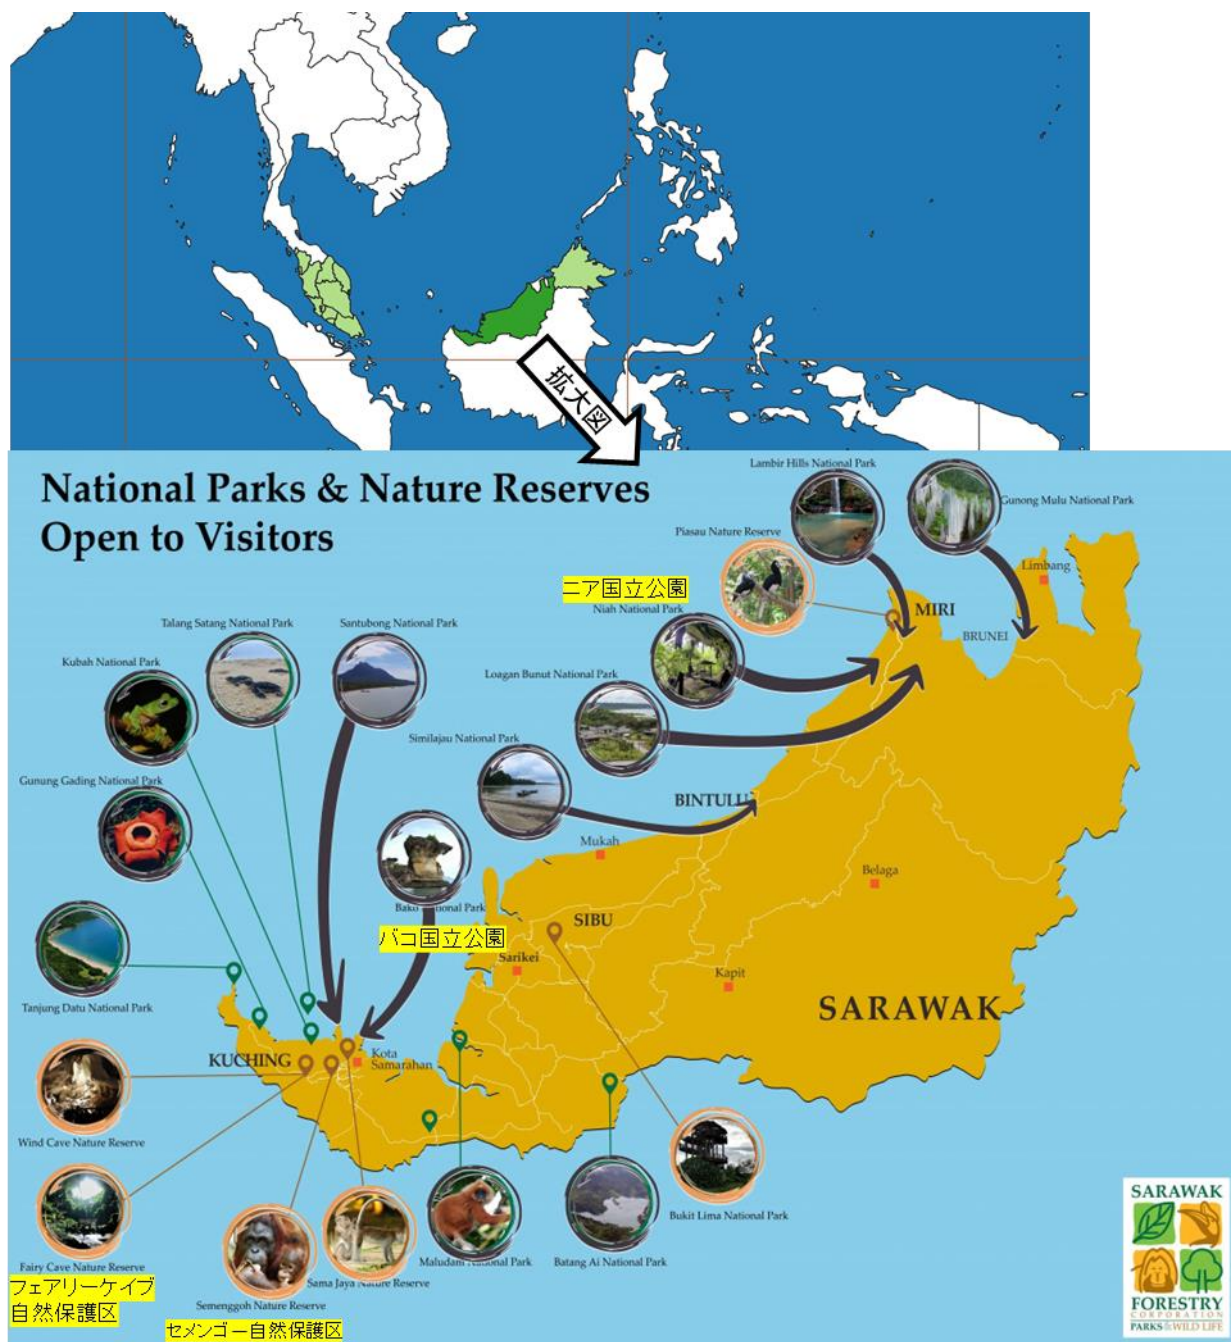 拡大図
National Parks & Nature Reserves
Open to Visitors
Lambir Hills National Park
Gunong Mulu National Park
Piasau Nature Reserve
Limbang
ニア国立公園
Niah National Park
MIRI
BRUNEI
Talang Satang National Park
Santubong National Park
Kubah National Park
Loagan Bunut National Park
Similajau National Park
Gunung Gading National Park
BINTULU
Mukah
Belaga
Bako National Park
バコ国立公園
SIBU
Sarikei
Kapit
SARAWAK
Tanjung Datu National Park
KUCHING
Kota
Samarahan
Wind Cave Nature Reserve
Bukit Lima National Park
Fairy Cave Nature Reserve
フェアリーケイブ
自然保護区
Semenggoh Nature Reserve
セメンゴー自然保護区
Sama Jaya Nature Reserve
Maludam National Park
Batang Ai National Park
SARAWAK
FORESTRY
CORPORATION
PARKS & WILD LIFE